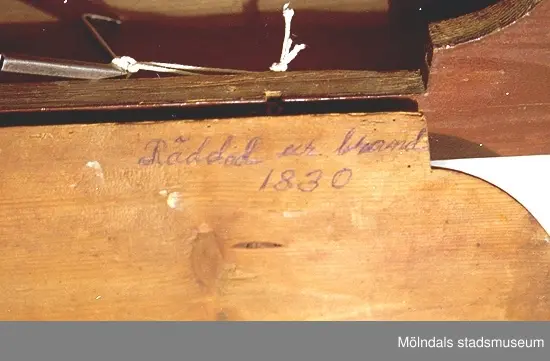 Räddad ur brand
1830
Mölndals stadsmuseum